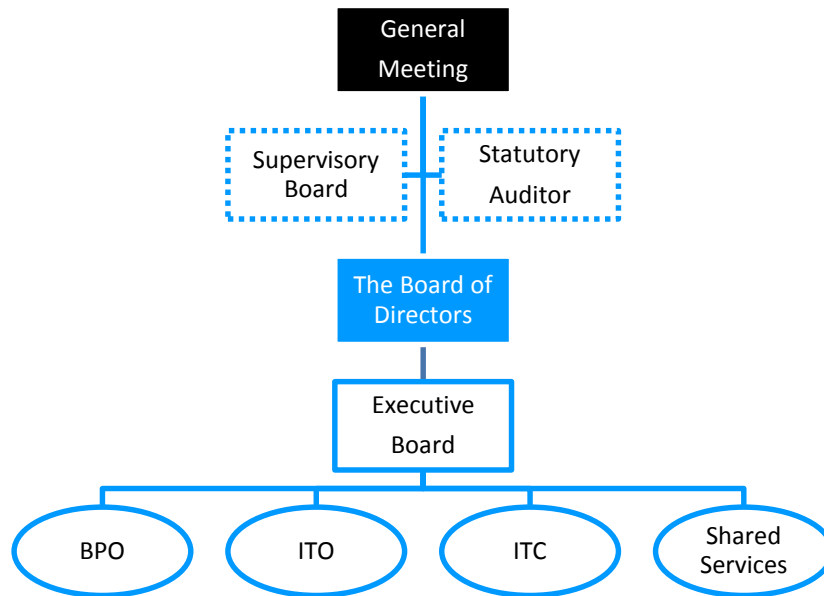 General
Meeting
Supervisory
Board
Statutory
Auditor
The Board of
Directors
Executive
Board
BPO
ITO
ITC
Shared
Services